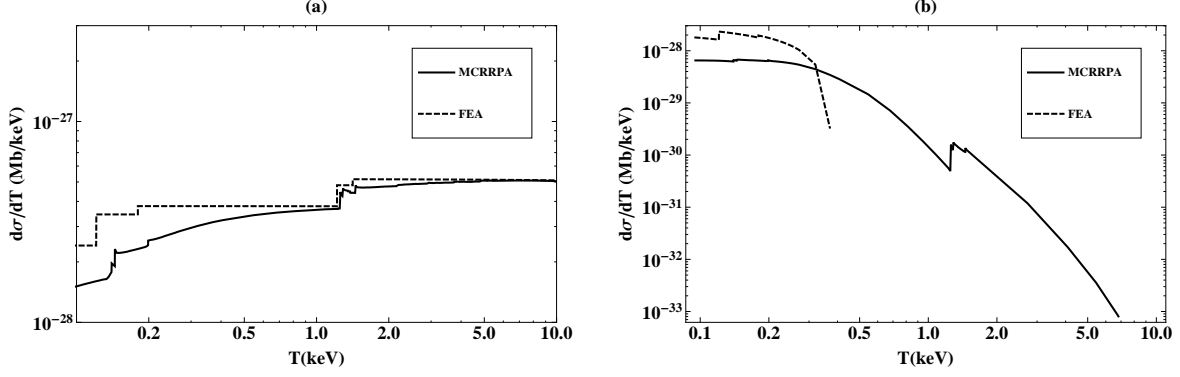 (a)
10⁻²⁷
10⁻²⁸
dσ/dT (Mb/keV)
MCRRPA
FEA
0.2 0.5 1.0 2.0 5.0 10.0
T(keV)
(b)
10⁻²⁸
10⁻²⁹
10⁻³⁰
10⁻³¹
10⁻³²
10⁻³³
dσ/dT (Mb/keV)
MCRRPA
FEA
0.1 0.2 0.5 1.0 2.0 5.0 10.0
T(keV)